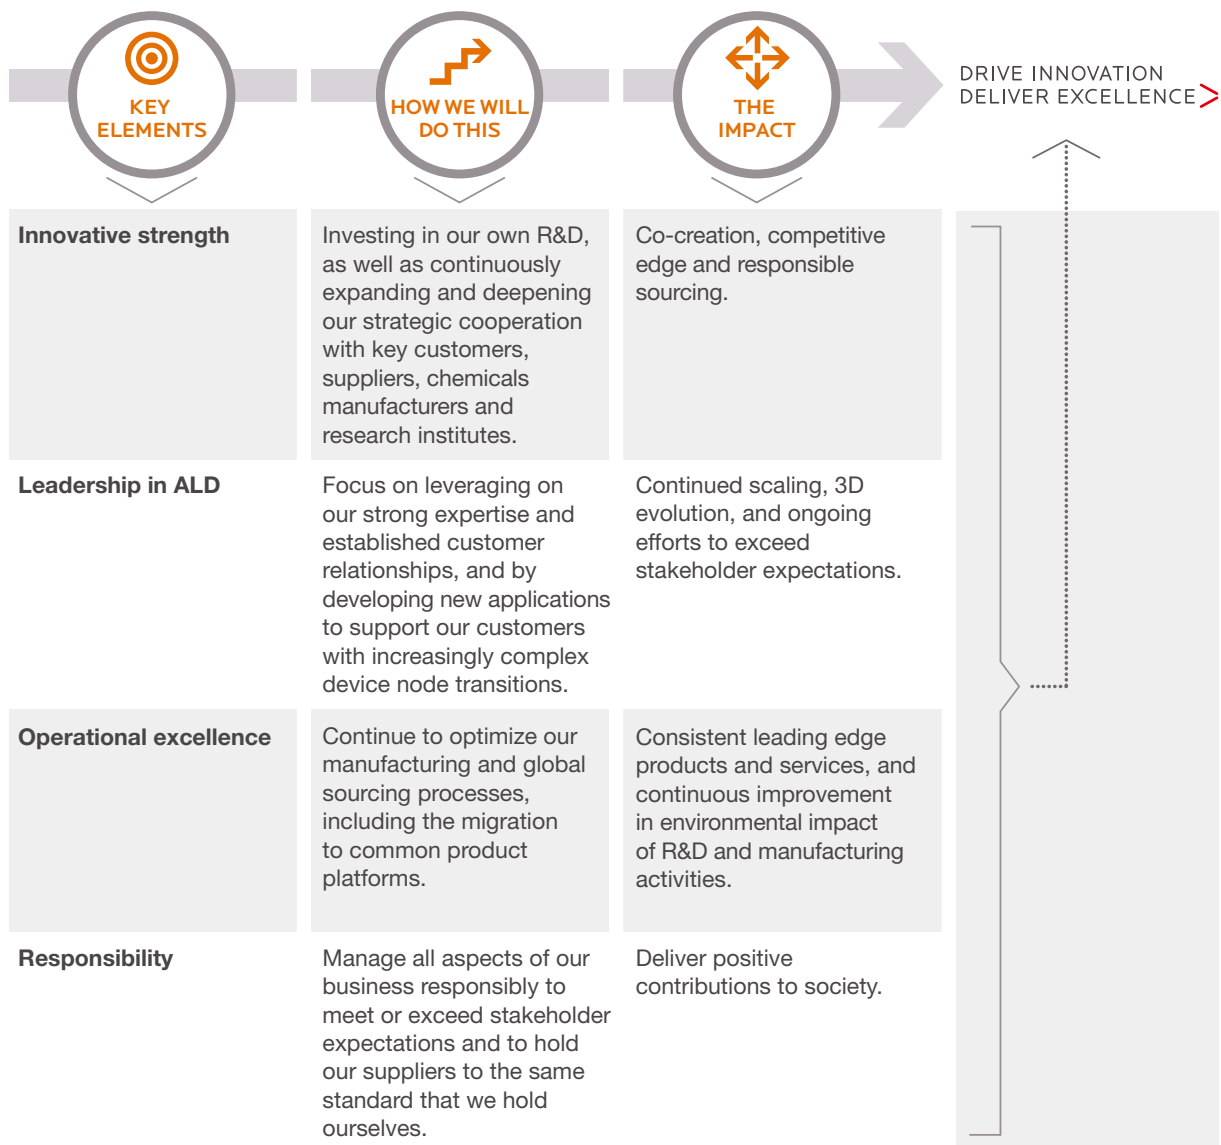 KEY
ELEMENTS
HOW WE WILL
DO THIS
THE
IMPACT
DRIVE INNOVATION
DELIVER EXCELLENCE
Innovative strength
Investing in our own R&D,
as well as continuously
expanding and deepening
our strategic cooperation
with key customers,
suppliers, chemicals
manufacturers and
research institutes.
Co-creation, competitive
edge and responsible
sourcing.
Leadership in ALD
Focus on leveraging on
our strong expertise and
established customer
relationships, and by
developing new applications
to support our customers
with increasingly complex
device node transitions.
Continued scaling, 3D
evolution, and ongoing
efforts to exceed
stakeholder expectations.
Operational excellence
Continue to optimize our
manufacturing and global
sourcing processes,
including the migration
to common product
platforms.
Consistent leading edge
products and services, and
continuous improvement
in environmental impact
of R&D and manufacturing
activities.
Responsibility
Manage all aspects of our
business responsibly to
meet or exceed stakeholder
expectations and to hold
our suppliers to the same
standard that we hold
ourselves.
Deliver positive
contributions to society.